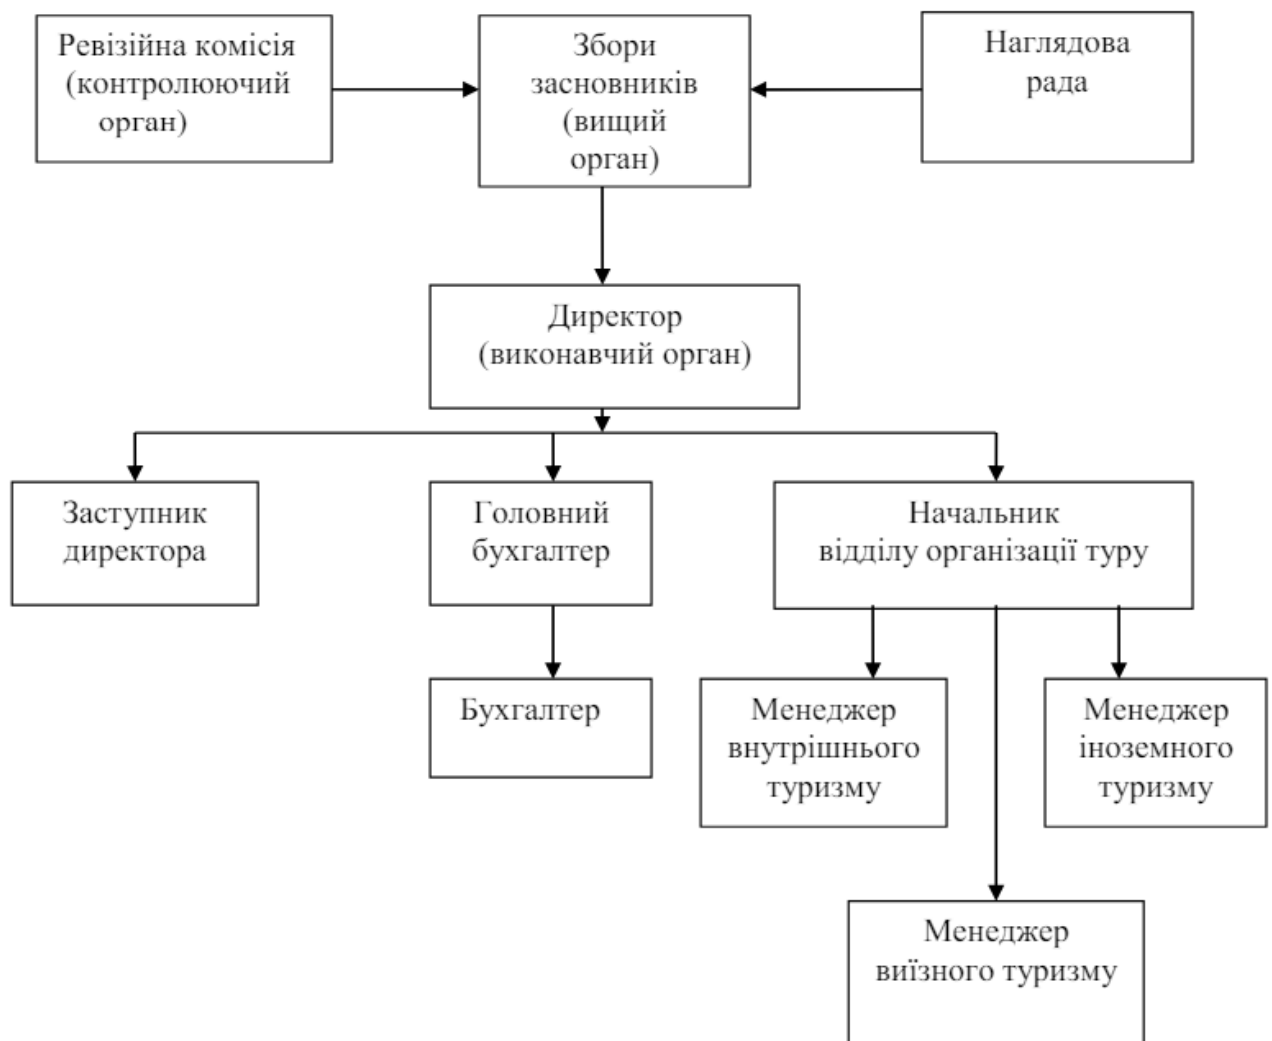 Ревізійна комісія
(контролюючий
орган)
Збори
засновників
(вищий
орган)
Наглядова
рада
Директор
(виконавчий орган)
Заступник
директора
Головний
бухгалтер
Начальник
відділу організації туру
Бухгалтер
Менеджер
внутрішнього
туризму
Менеджер
іноземного
туризму
Менеджер
виїзного туризму